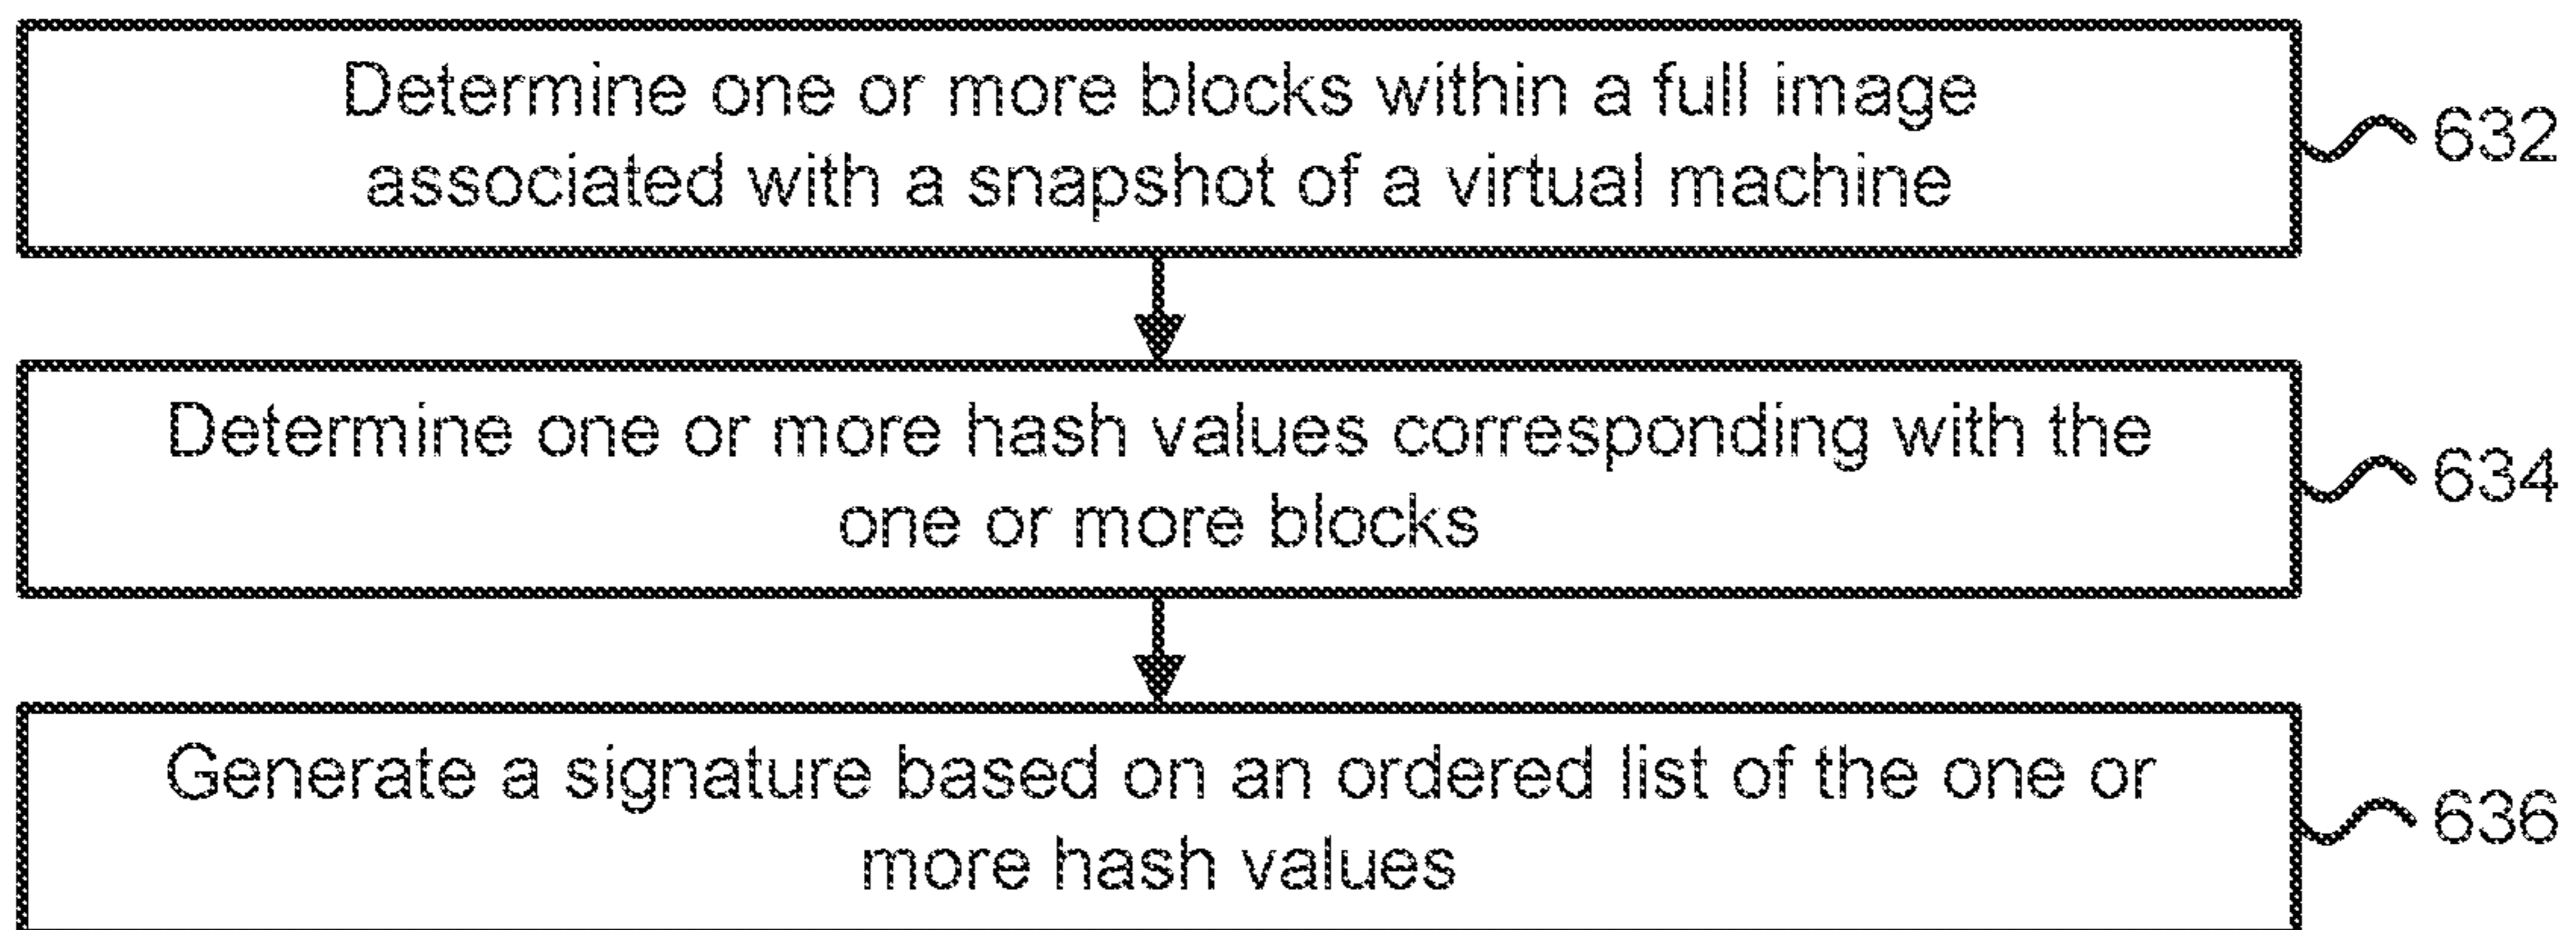 Determine one or more blocks within a full image
associated with a snapshot of a virtual machine
632
Determine one or more hash values corresponding with the
one or more blocks
634
Generate a signature based on an ordered list of the one or
more hash values
636